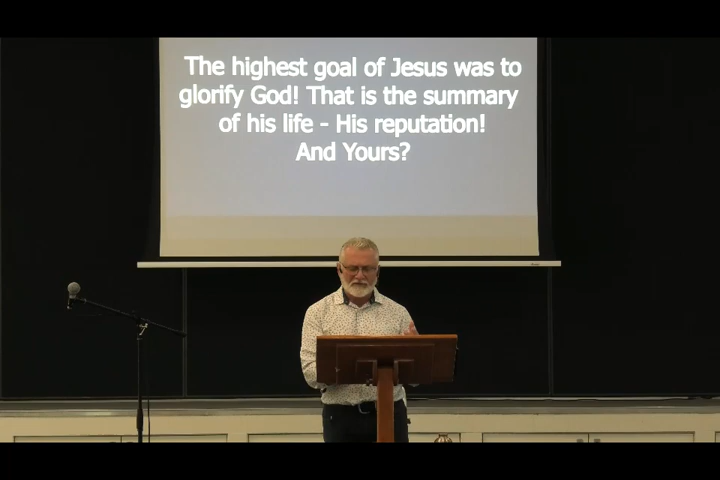 The highest goal of Jesus was to
glorify God! That is the summary
of his life - His reputation!
And Yours?